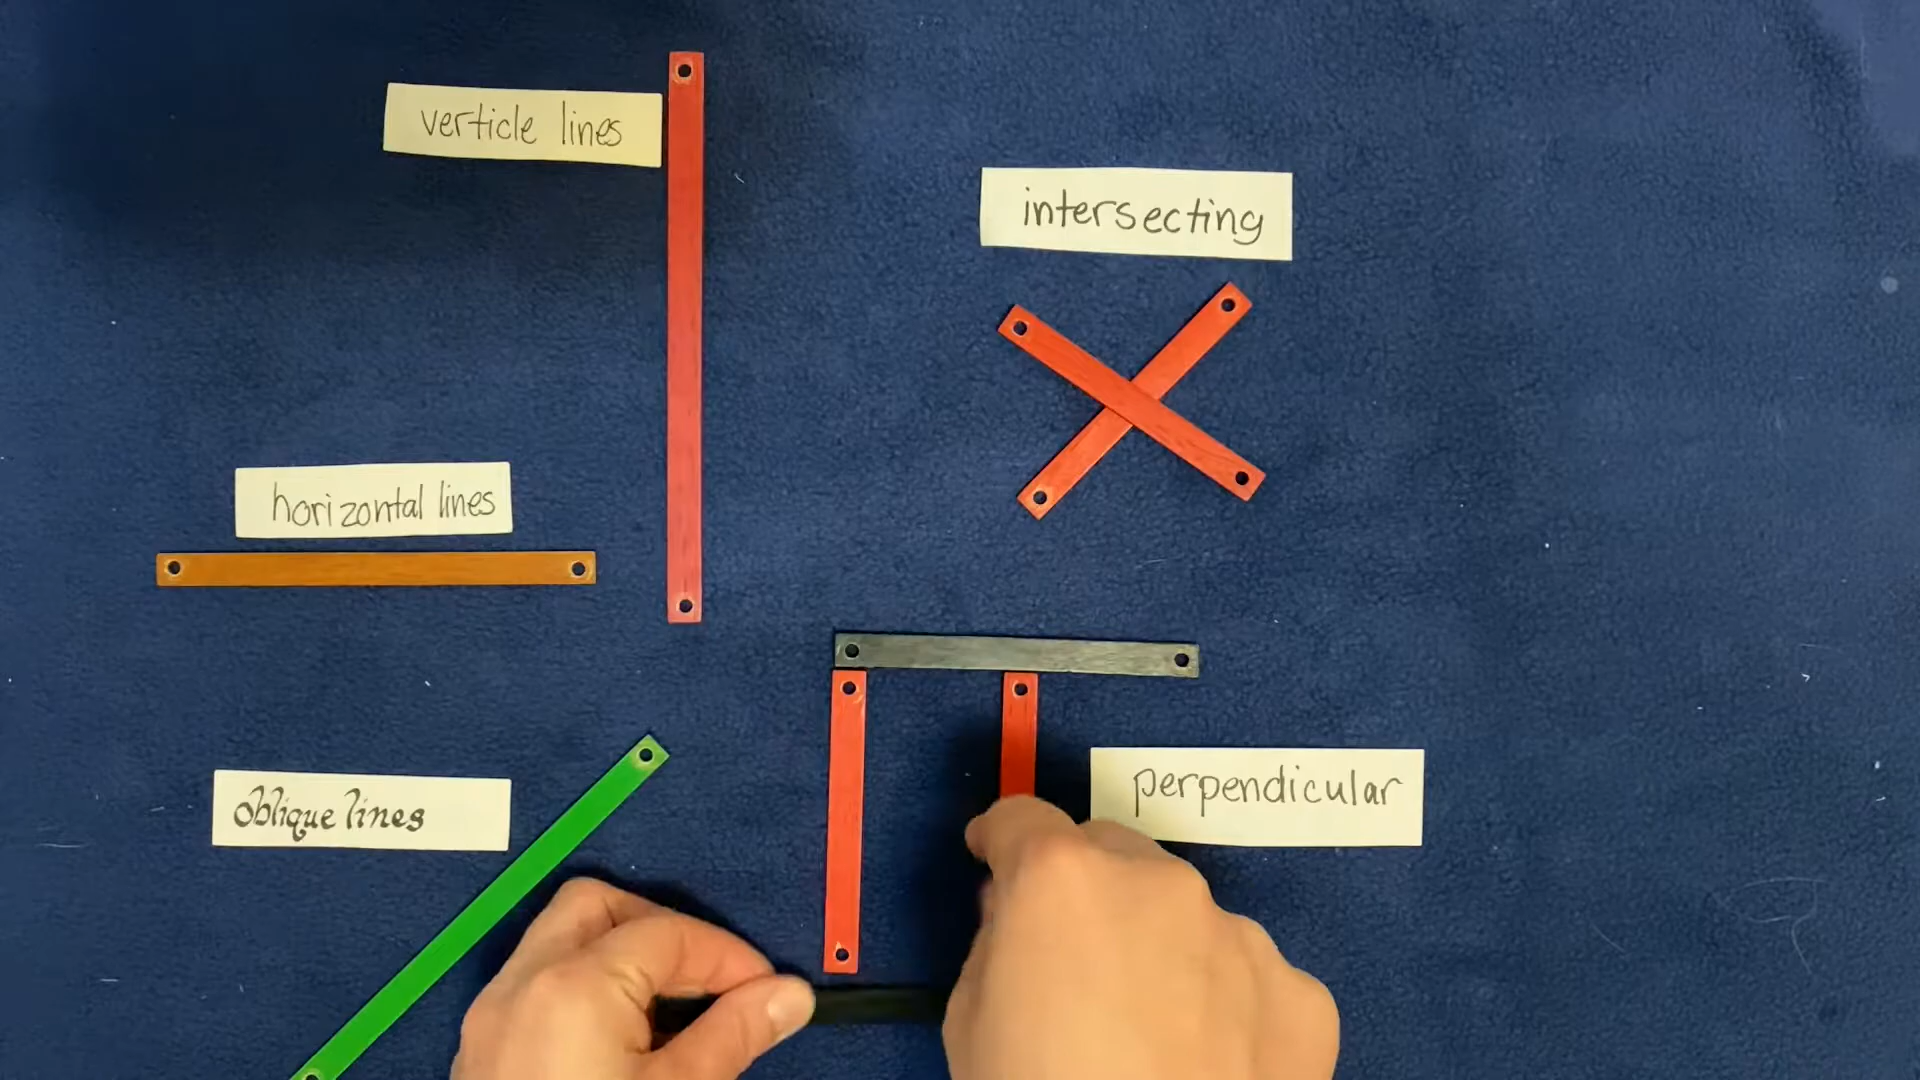 verticle lines
intersecting
horizontal lines
oblique lines
perpendicular